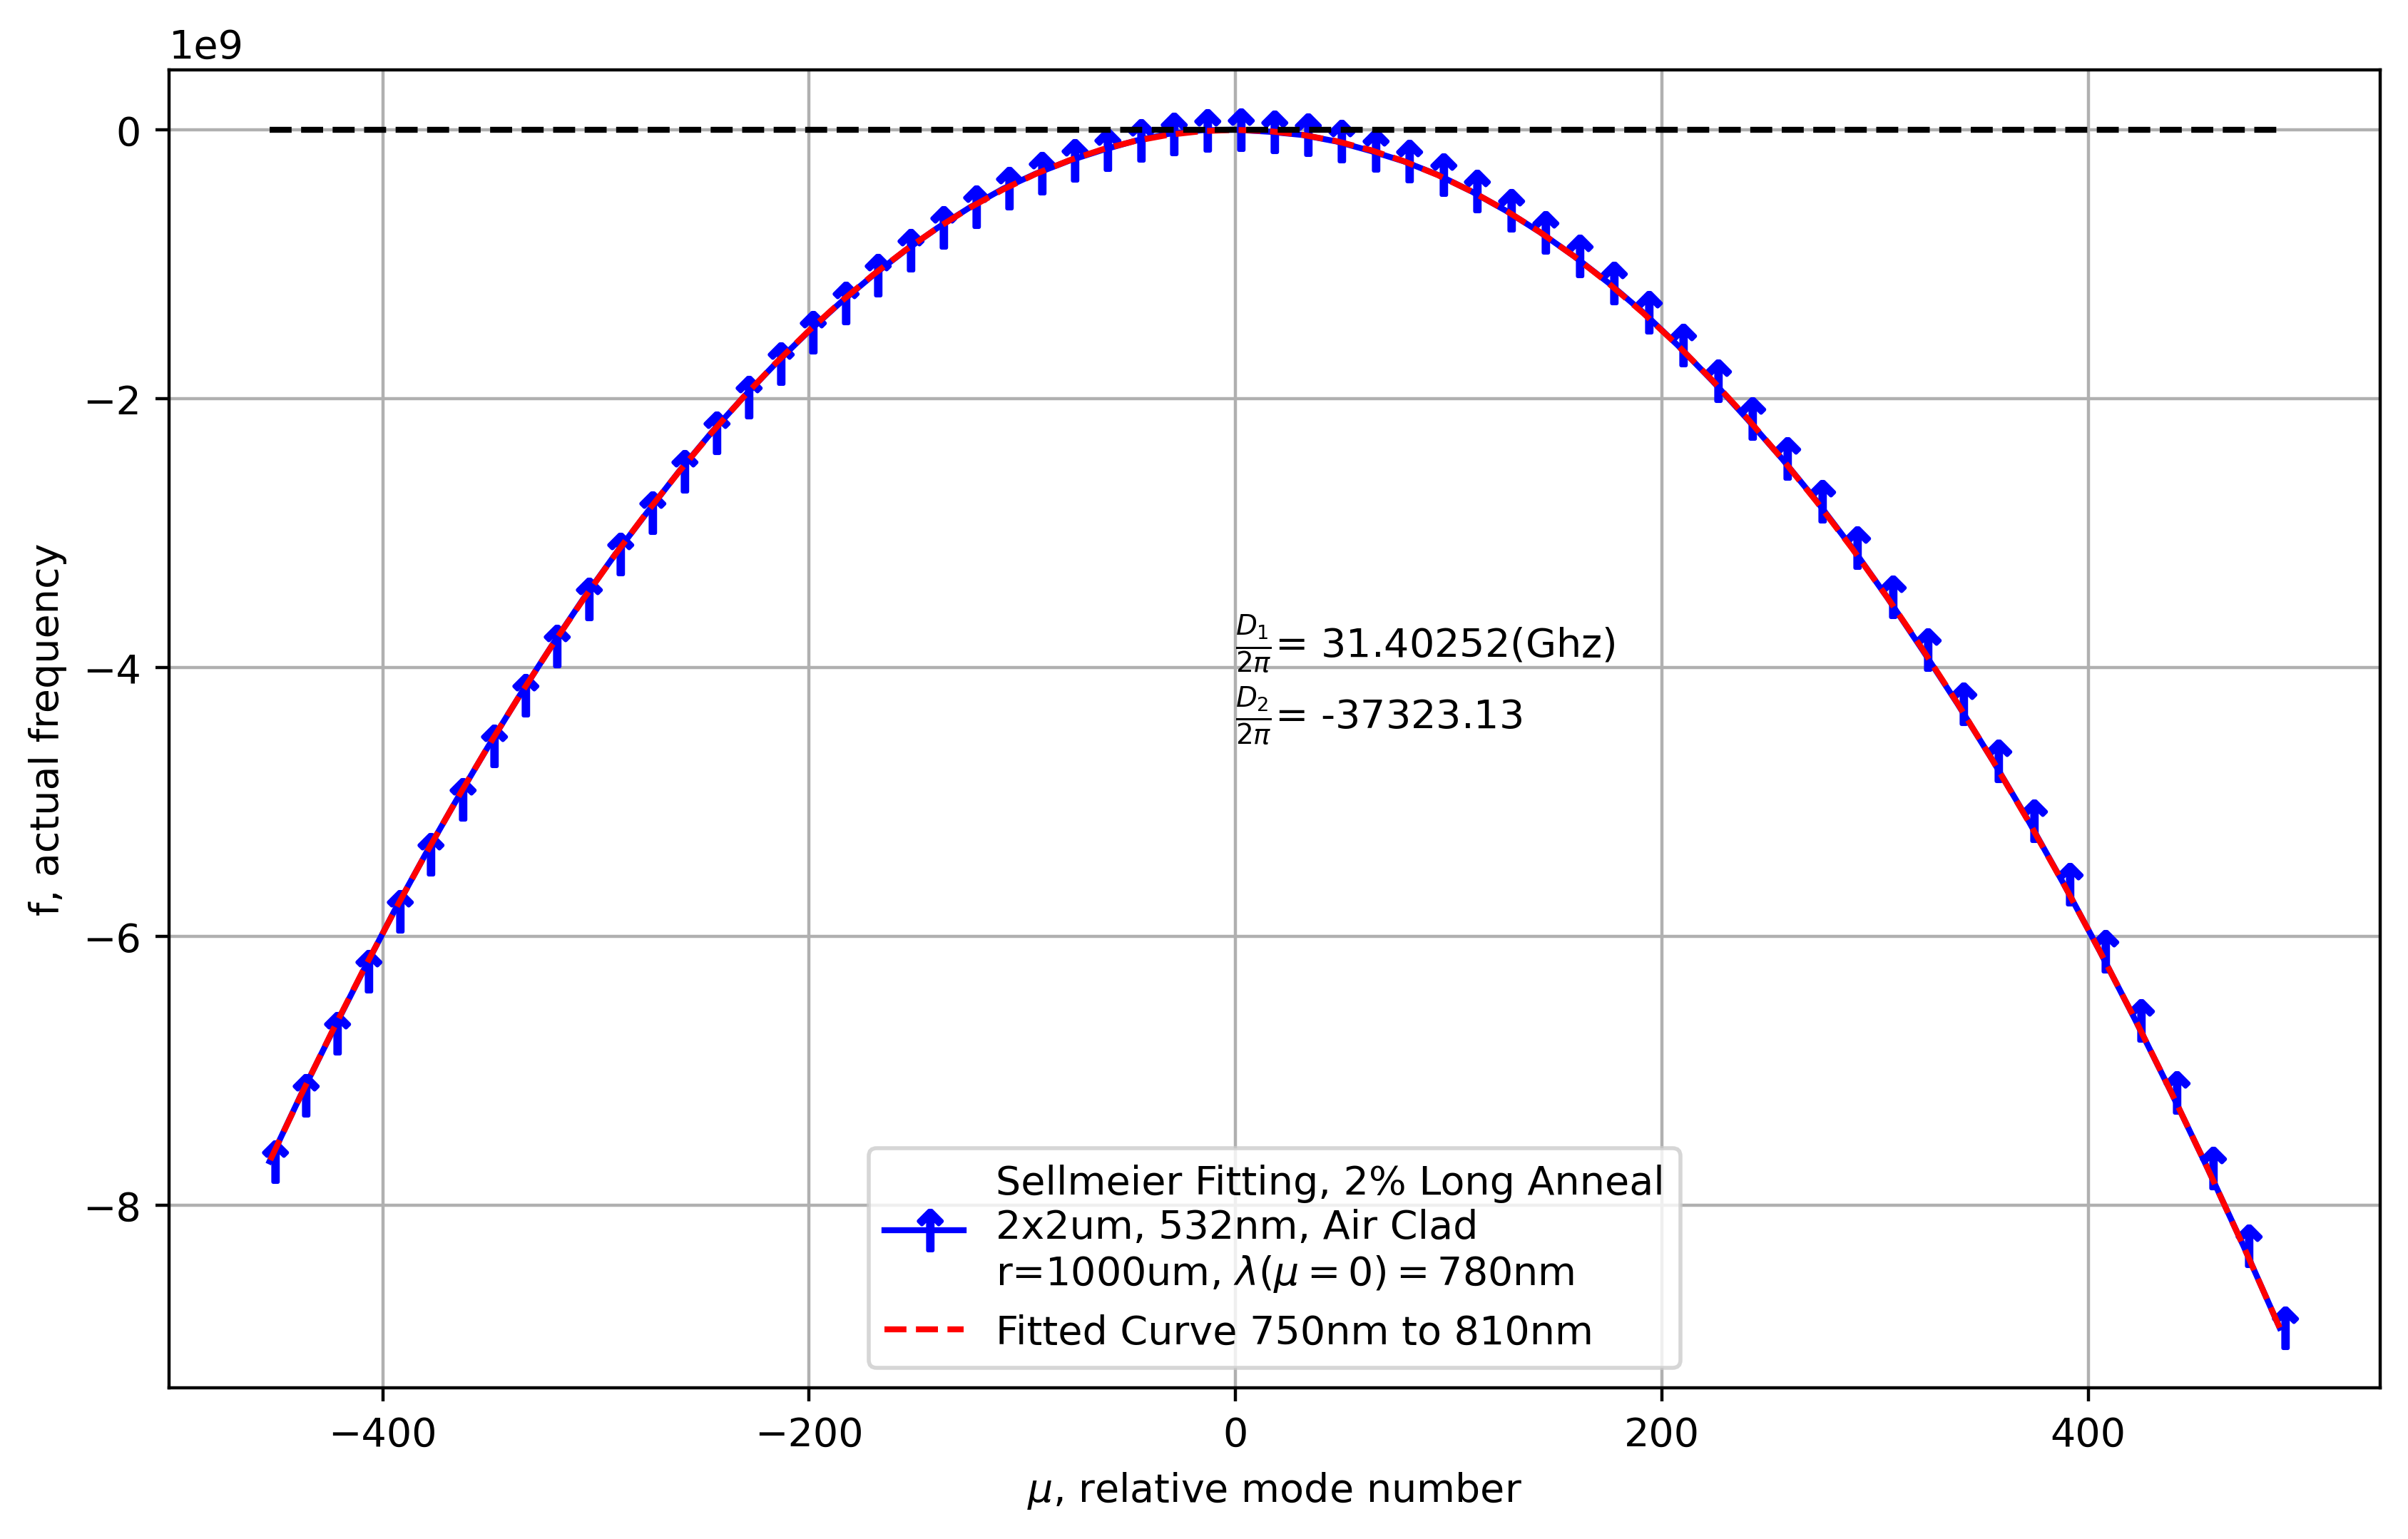 1e9
0
−2
−4
−6
−8
f, actual frequency
D₁/2π = 31.40252(Ghz)
D₂/2π = -37323.13
Sellmeier Fitting, 2% Long Anneal
2x2um, 532nm, Air Clad
r=1000um, λ(μ = 0) = 780nm
Fitted Curve 750nm to 810nm
−400
−200
0
200
400
μ, relative mode number